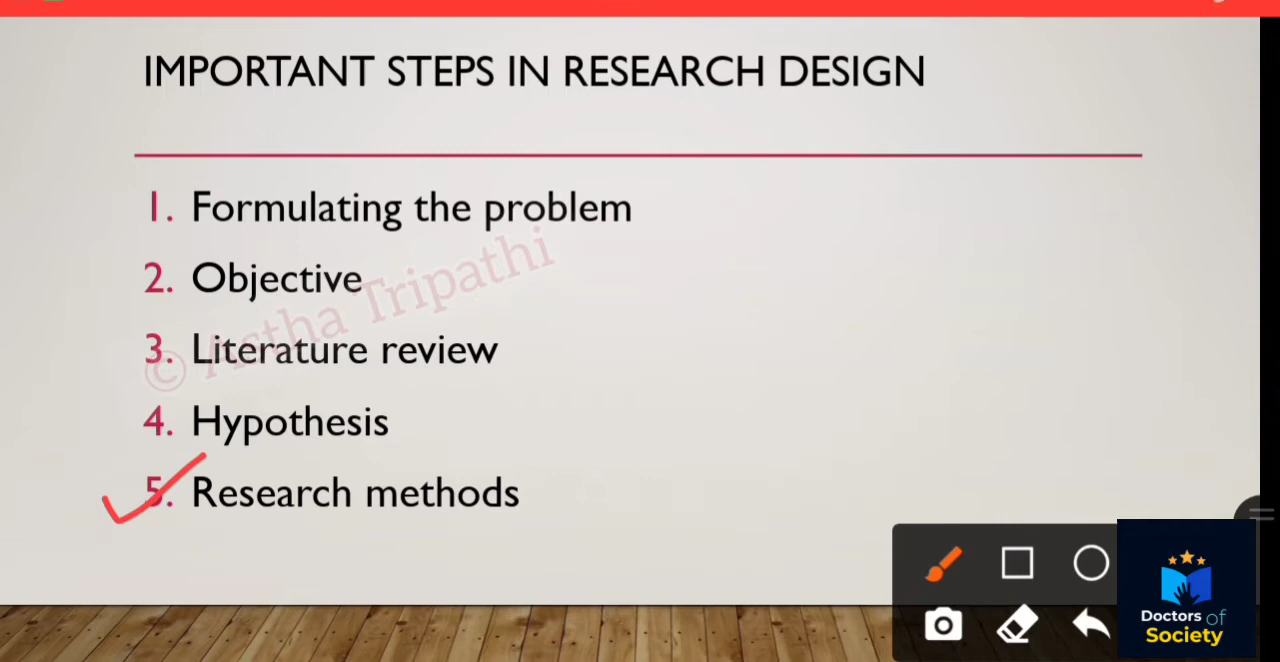 IMPORTANT STEPS IN RESEARCH DESIGN
1. Formulating the problem
2. Objective
3. Literature review
4. Hypothesis
5. Research methods
© Astha Tripathi
Doctors of
Society